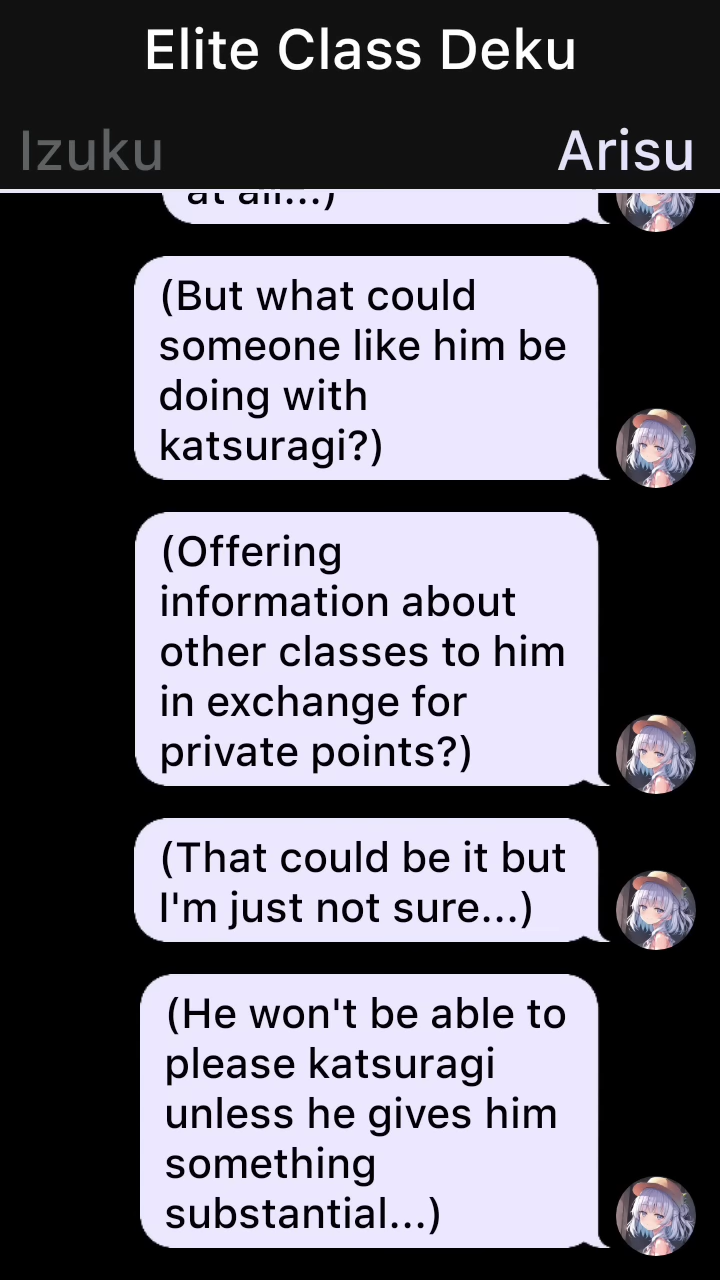 Elite Class Deku
Izuku
Arisu
at all...)
(But what could
someone like him be
doing with
katsuragi?)
(Offering
information about
other classes to him
in exchange for
private points?)
(That could be it but
I'm just not sure...)
(He won't be able to
please katsuragi
unless he gives him
something
substantial...)